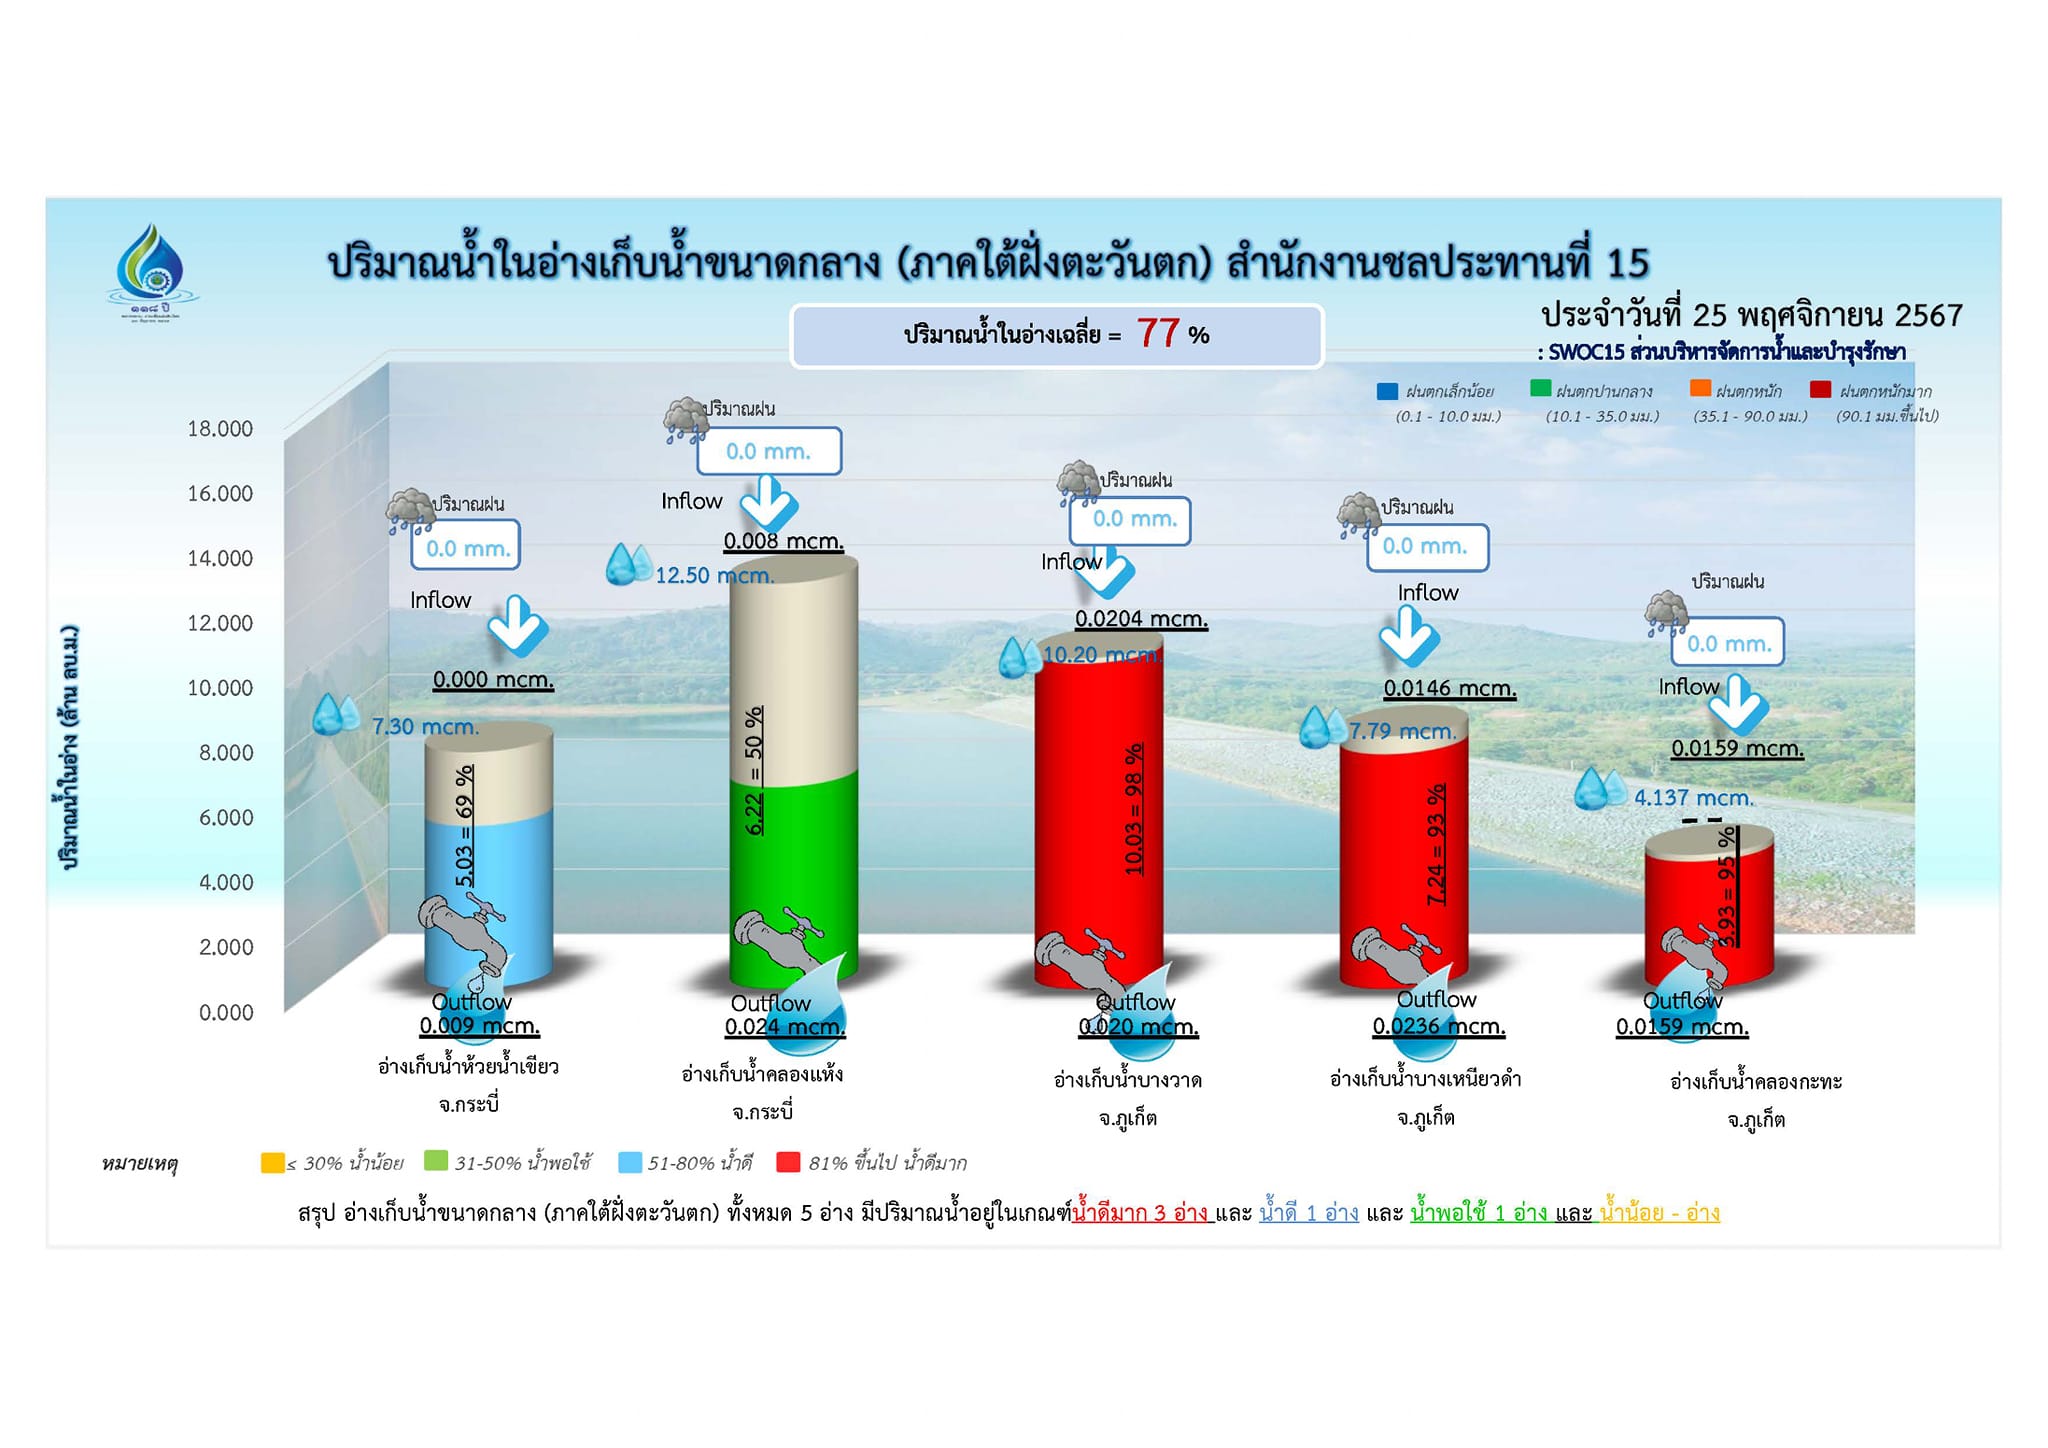 ปริมาณน้ำในอ่างเก็บน้ำขนาดกลาง (ภาคใต้ฝั่งตะวันตก) สำนักงานชลประทานที่ 15
๑๑๘ ปี
ปริมาณน้ำในอ่างเฉลี่ย = 77 %
ประจำวันที่ 25 พฤศจิกายน 2567
: SWOC15 ส่วนบริหารจัดการน้ำและบำรุงรักษา
ฝนตกเล็กน้อย ฝนตกปานกลาง ฝนตกหนัก ฝนตกหนักมาก
(0.1 - 10.0 มม.) (10.1 - 35.0 มม.) (35.1 - 90.0 มม.) (90.1 มม.ขึ้นไป)
ปริมาณน้ำในอ่าง (ล้าน ลบ.ม.)
18.000
16.000
14.000
12.000
10.000
8.000
6.000
4.000
2.000
0.000
ปริมาณฝน
0.0 mm.
Inflow
0.000 mcm.
7.30 mcm.
5.03 = 69 %
Outflow
0.009 mcm.
อ่างเก็บน้ำห้วยน้ำเขียว
จ.กระบี่
ปริมาณฝน
0.0 mm.
Inflow
0.008 mcm.
12.50 mcm.
6.22 = 50 %
Outflow
0.024 mcm.
อ่างเก็บน้ำคลองแห้ง
จ.กระบี่
ปริมาณฝน
0.0 mm.
Inflow
0.0204 mcm.
10.20 mcm.
10.03 = 98 %
Outflow
0.020 mcm.
อ่างเก็บน้ำบางวาด
จ.ภูเก็ต
ปริมาณฝน
0.0 mm.
Inflow
0.0146 mcm.
7.79 mcm.
7.24 = 93 %
Outflow
0.0236 mcm.
อ่างเก็บน้ำบางเหนียวดำ
จ.ภูเก็ต
ปริมาณฝน
0.0 mm.
Inflow
0.0159 mcm.
4.137 mcm.
3.93 = 95 %
Outflow
0.0159 mcm.
อ่างเก็บน้ำคลองกะทะ
จ.ภูเก็ต
หมายเหตุ ≤ 30% น้ำน้อย 31-50% น้ำพอใช้ 51-80% น้ำดี 81% ขึ้นไป น้ำดีมาก
สรุป อ่างเก็บน้ำขนาดกลาง (ภาคใต้ฝั่งตะวันตก) ทั้งหมด 5 อ่าง มีปริมาณน้ำอยู่ในเกณฑ์น้ำดีมาก 3 อ่าง และ น้ำดี 1 อ่าง และ น้ำพอใช้ 1 อ่าง และ น้ำน้อย - อ่าง